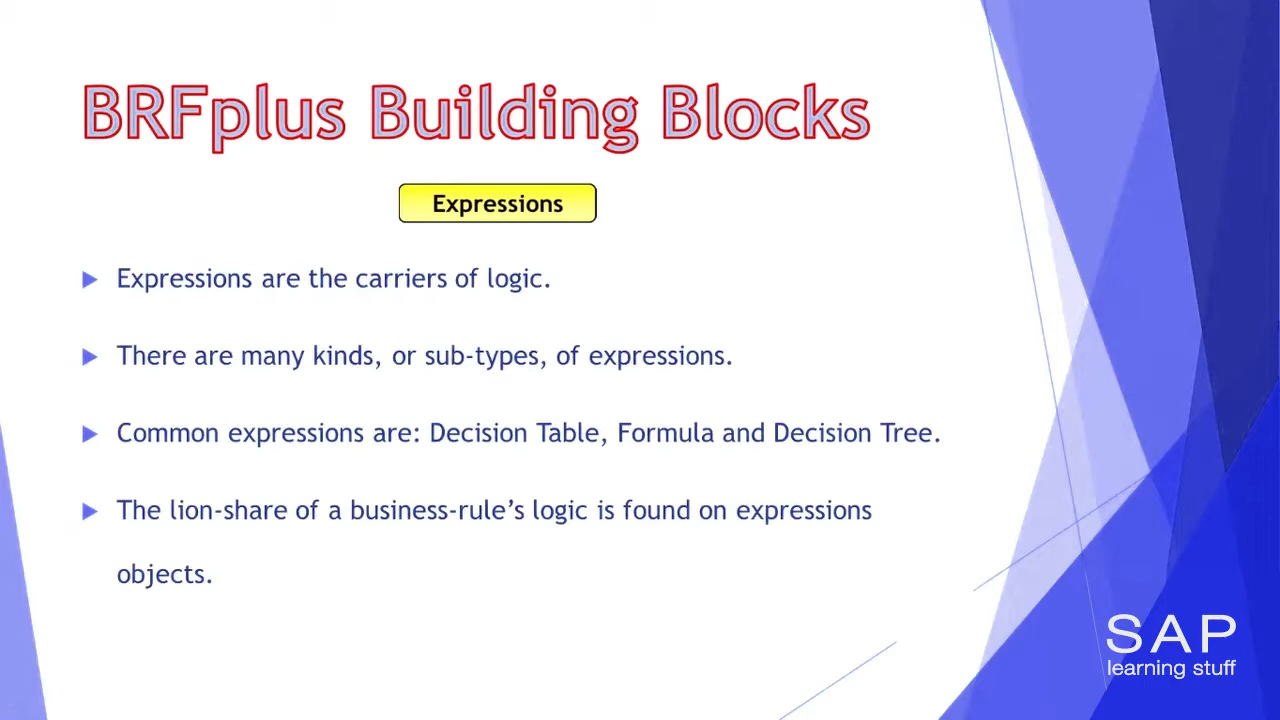 BRFplus Building Blocks
Expressions
Expressions are the carriers of logic.
There are many kinds, or sub-types, of expressions.
Common expressions are: Decision Table, Formula and Decision Tree.
The lion-share of a business-rule’s logic is found on expressions
objects.
SAP
learning stuff